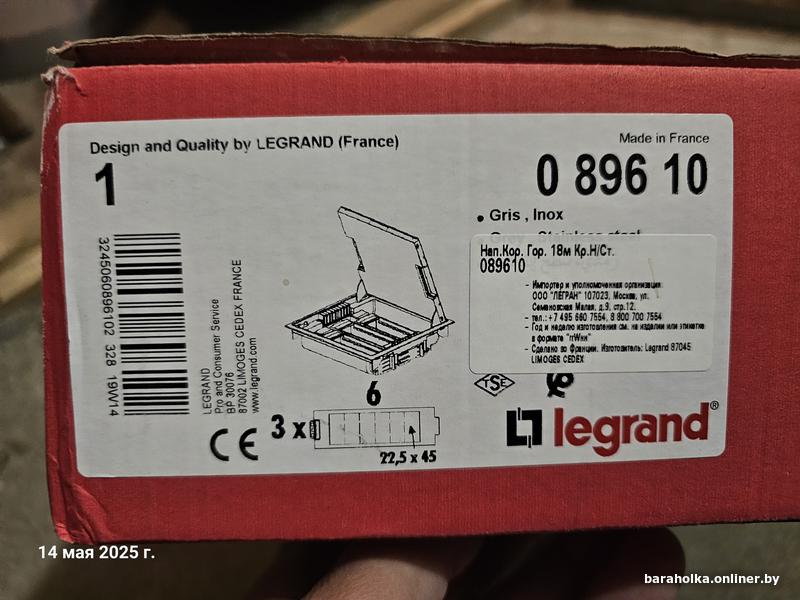 Design and Quality by LEGRAND (France)
Made in France
1
0 896 10
• Gris , Inox
Нап.Кор. Гор. 18м Кр.Н/Ст.
089610
- Импортер и уполномоченная организация:
ООО "ЛЕГРАН" 107023, Москва, ул.
Семановская Малая, д.9, стр.12.
- тел.:+7 495 660 7554, 8 800 700 7554
- Год и неделю изготовления см. на изделии или этикетке
в формате "ггWнн"
- Сделано во Франции. Изготовитель: Legrand 87045
LIMOGES CEDEX
3245060896102 328 19W14
LEGRAND
Pro and Consumer Service
BP 30076
87002 LIMOGES CEDEX FRANCE
www.legrand.com
CE
6
3 x
22,5 x 45
TSE
legrand®
14 мая 2025 г.
baraholka.onliner.by